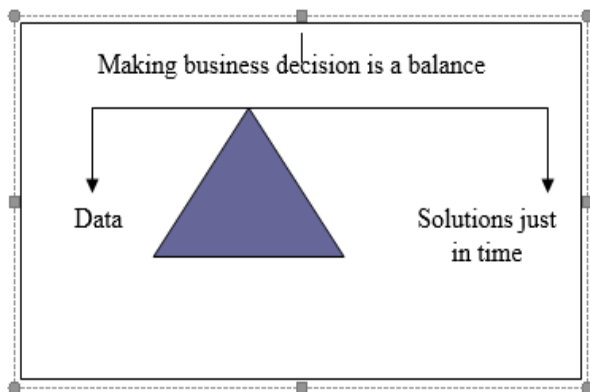 Making business decision is a balance
Data
Solutions just
in time